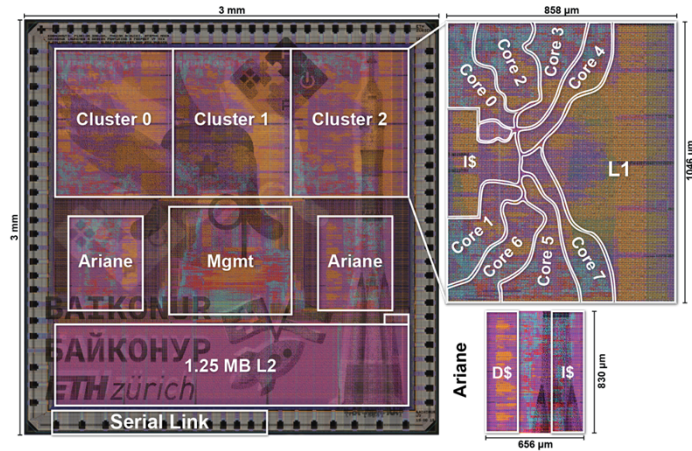 3 mm
858 µm
3 mm
Cluster 0
Cluster 1
Cluster 2
Core 0
Core 2
Core 3
Core 4
I$
L1
1046 µm
Core 1
Core 6
Core 5
Core 7
Ariane
Mgmt
Ariane
BAIKONUR
БАЙКОНУР
ETH zürich
1.25 MB L2
Serial Link
Ariane
D$
I$
830 µm
656 µm